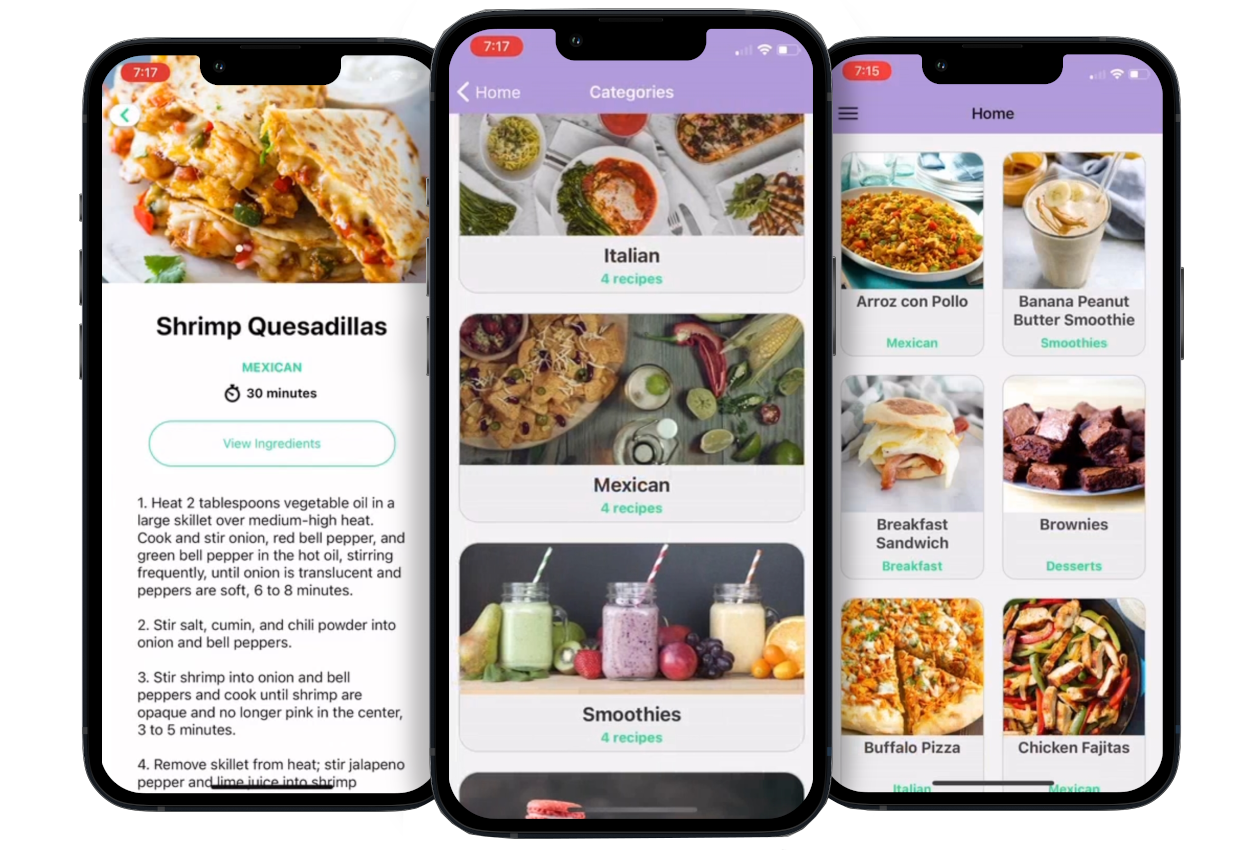 7:17
Shrimp Quesadillas
MEXICAN
30 minutes
View Ingredients
1. Heat 2 tablespoons vegetable oil in a
large skillet over medium-high heat.
Cook and stir onion, red bell pepper, and
green bell pepper in the hot oil, stirring
frequently, until onion is translucent and
peppers are soft, 6 to 8 minutes.
2. Stir salt, cumin, and chili powder into
onion and bell peppers.
3. Stir shrimp into onion and bell
peppers and cook until shrimp are
opaque and no longer pink in the center,
3 to 5 minutes.
4. Remove skillet from heat; stir jalapeno
pepper and lime juice into shrimp
7:17
Home
Categories
Italian
4 recipes
Mexican
4 recipes
Smoothies
4 recipes
7:15
Home
Arroz con Pollo
Mexican
Banana Peanut
Butter Smoothie
Smoothies
Breakfast
Sandwich
Breakfast
Brownies
Desserts
Buffalo Pizza
Italian
Chicken Fajitas
Mexican